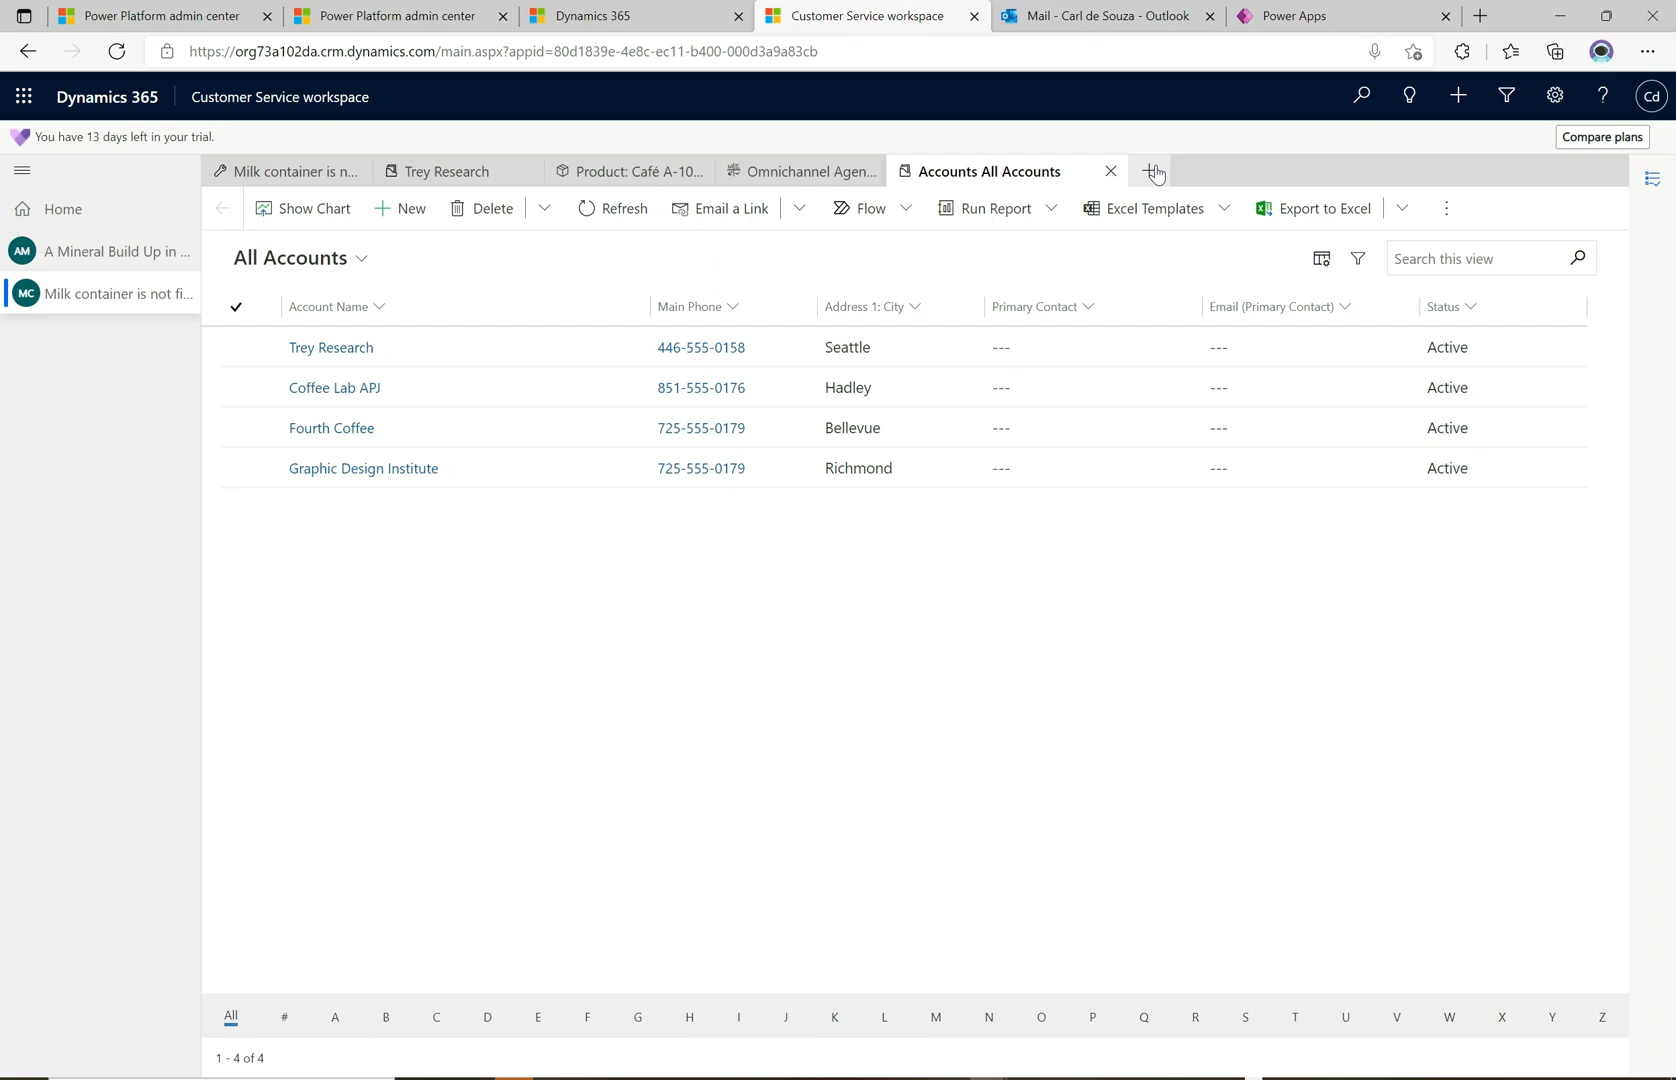 Power Platform admin center
Power Platform admin center
Dynamics 365
Customer Service workspace
Mail - Carl de Souza - Outlook
Power Apps
https://org73a102da.crm.dynamics.com/main.aspx?appid=80d1839e-4e8c-ec11-b400-000d3a9a83cb
Dynamics 365
Customer Service workspace
Cd
You have 13 days left in your trial.
Compare plans
Milk container is n...
Trey Research
Product: Café A-10...
Omnichannel Agen...
Accounts All Accounts
Home
AM A Mineral Build Up in ...
MC Milk container is not fi...
Show Chart
New
Delete
Refresh
Email a Link
Flow
Run Report
Excel Templates
Export to Excel
All Accounts
Search this view
Account Name Main Phone Address 1: City Primary Contact Email (Primary Contact) Status
Trey Research 446-555-0158 Seattle --- --- Active
Coffee Lab APJ 851-555-0176 Hadley --- --- Active
Fourth Coffee 725-555-0179 Bellevue --- --- Active
Graphic Design Institute 725-555-0179 Richmond --- --- Active
All # A B C D E F G H I J K L M N O P Q R S T U V W X Y Z
1 - 4 of 4